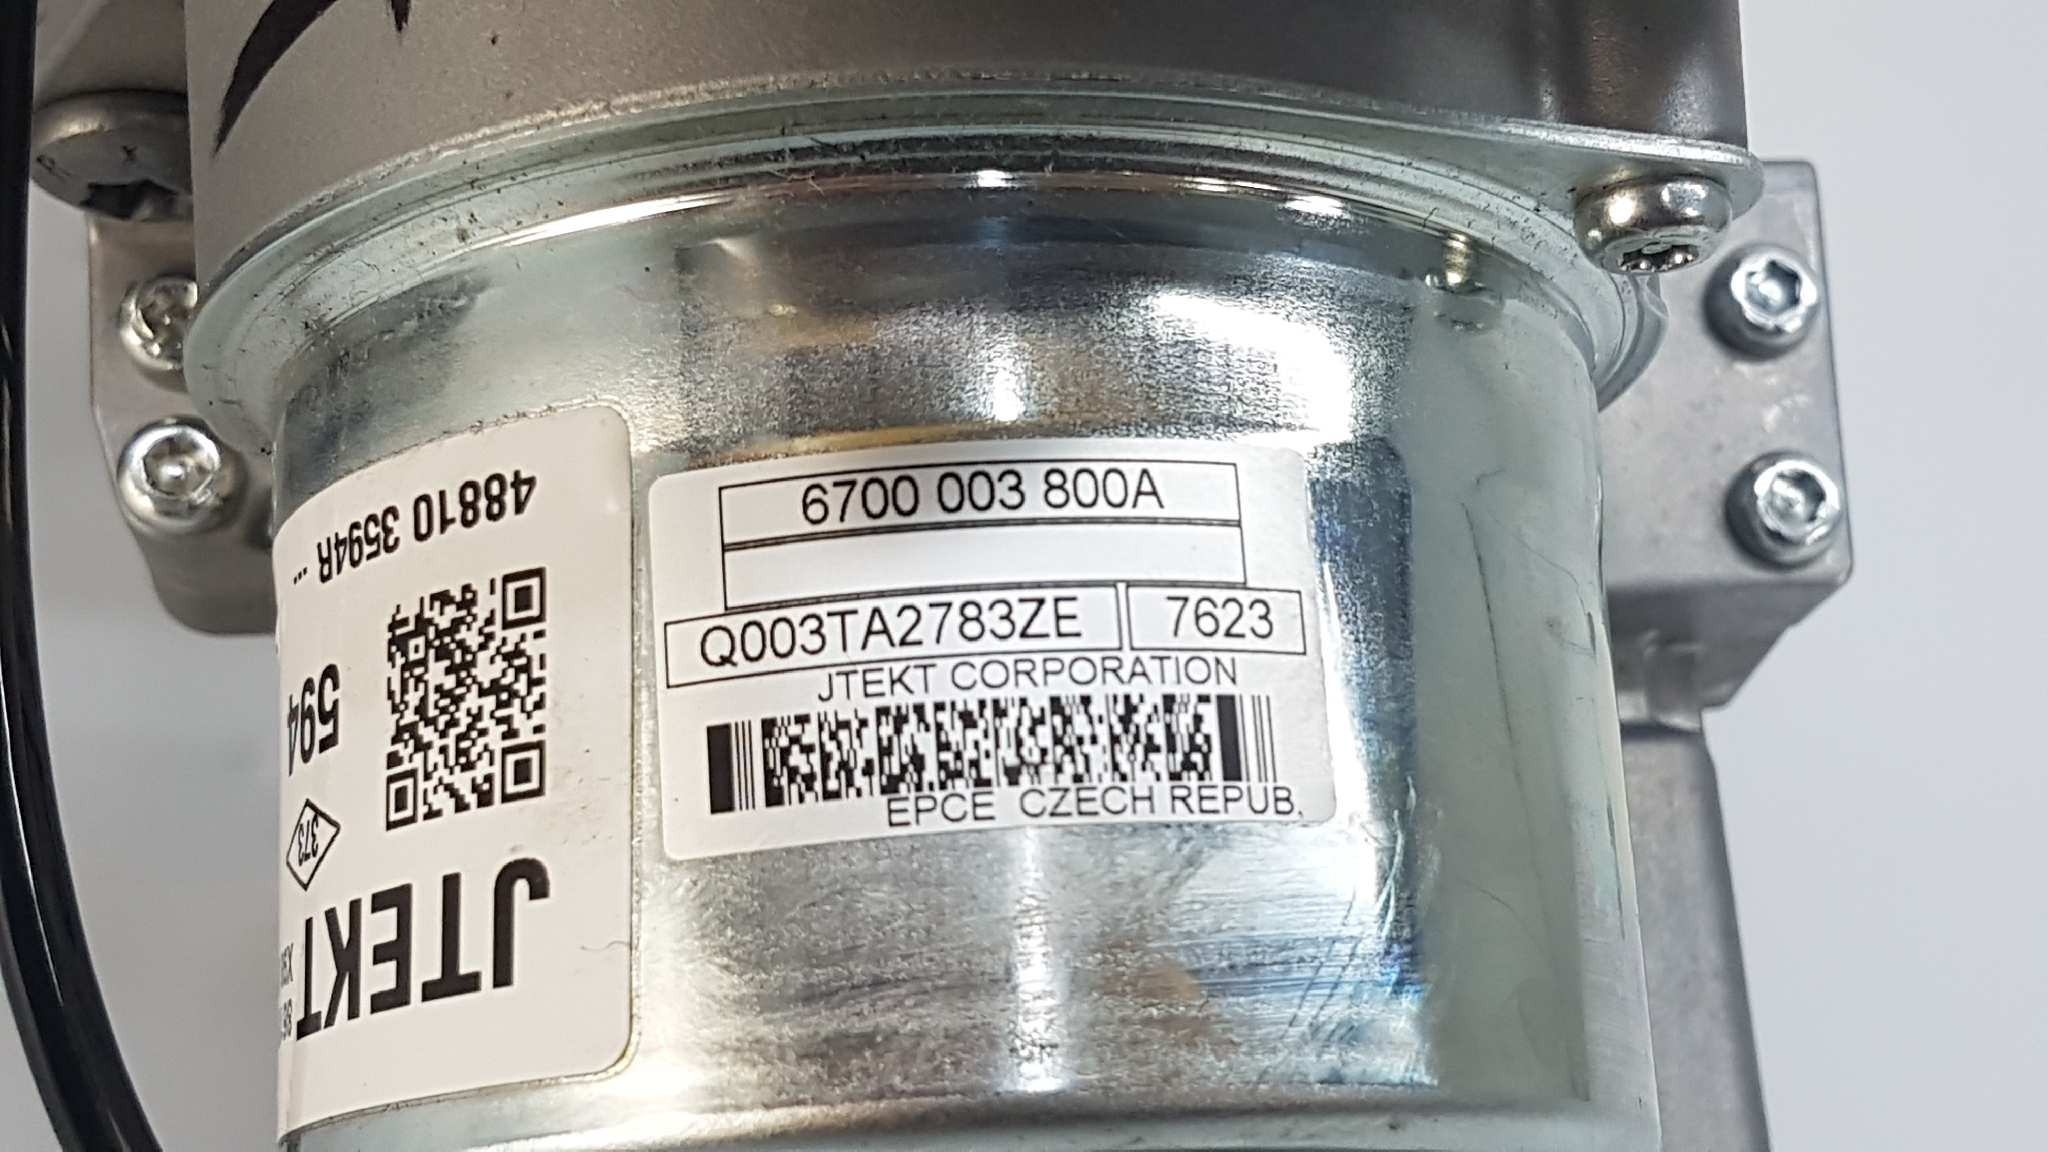 6700 003 800A
Q003TA2783ZE 7623
JTEKT CORPORATION
EPCE CZECH REPUB.
JTEKT
373
594
48810 3594R ---